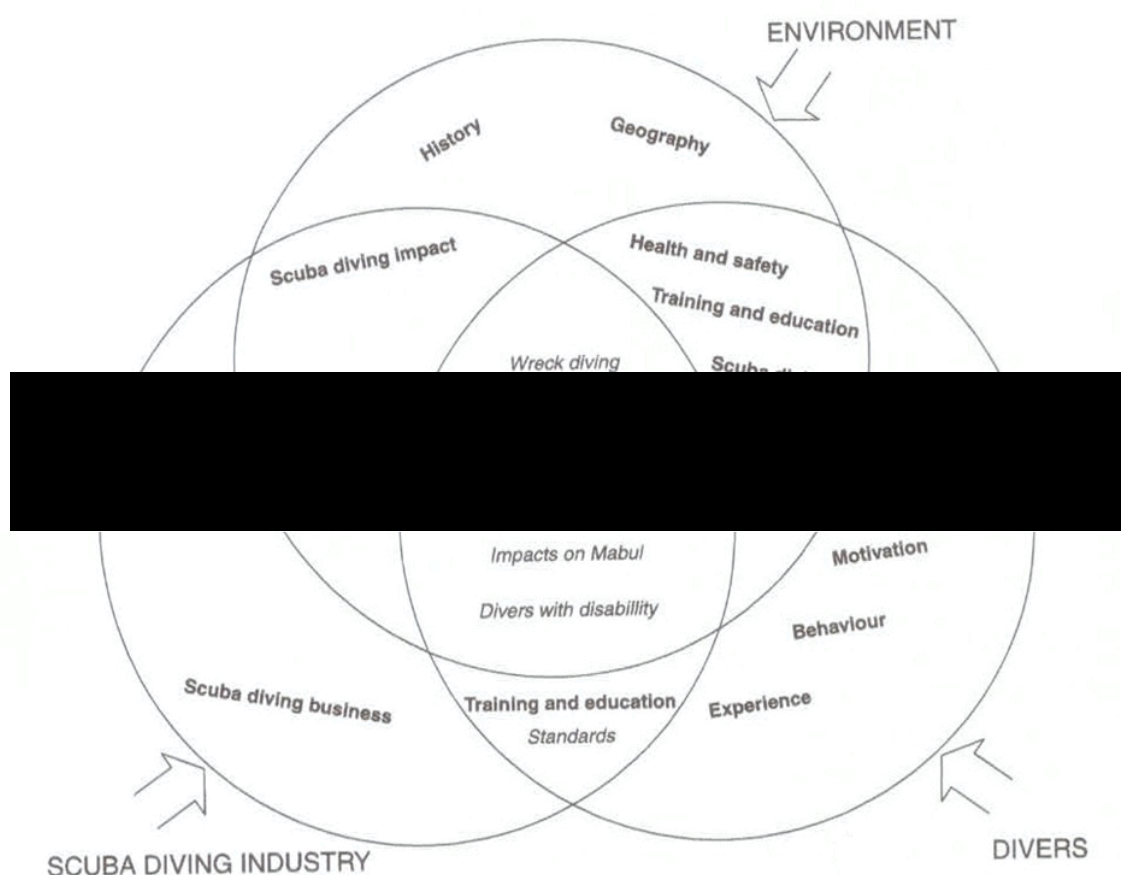 ENVIRONMENT
History
Geography
Scuba diving impact
Health and safety
Training and education
Wreck diving
Scuba
Impacts on Mabul
Motivation
Divers with disabillity
Behaviour
Scuba diving business
Training and education
Experience
Standards
SCUBA DIVING INDUSTRY
DIVERS